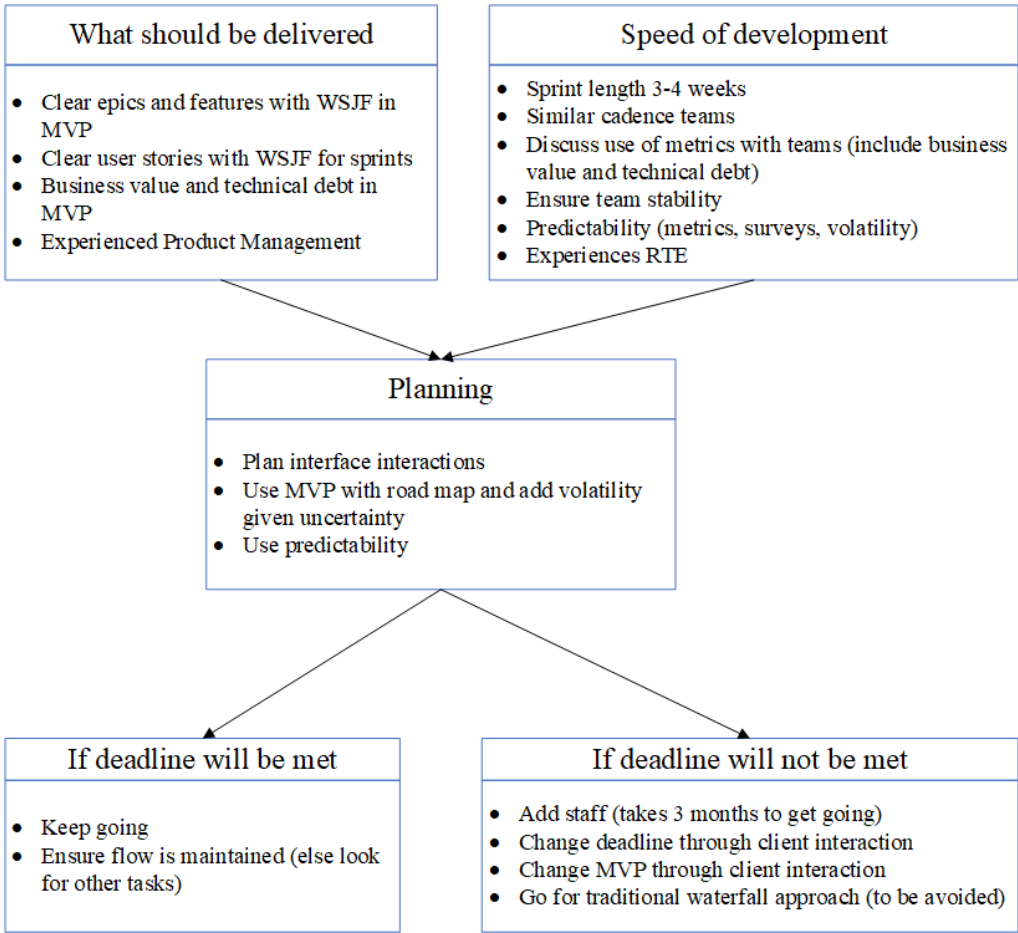 What should be delivered
• Clear epics and features with WSJF in
MVP
• Clear user stories with WSJF for sprints
• Business value and technical debt in
MVP
• Experienced Product Management
Speed of development
• Sprint length 3-4 weeks
• Similar cadence teams
• Discuss use of metrics with teams (include business
value and technical debt)
• Ensure team stability
• Predictability (metrics, surveys, volatility)
• Experiences RTE
Planning
• Plan interface interactions
• Use MVP with road map and add volatility
given uncertainty
• Use predictability
If deadline will be met
• Keep going
• Ensure flow is maintained (else look
for other tasks)
If deadline will not be met
• Add staff (takes 3 months to get going)
• Change deadline through client interaction
• Change MVP through client interaction
• Go for traditional waterfall approach (to be avoided)